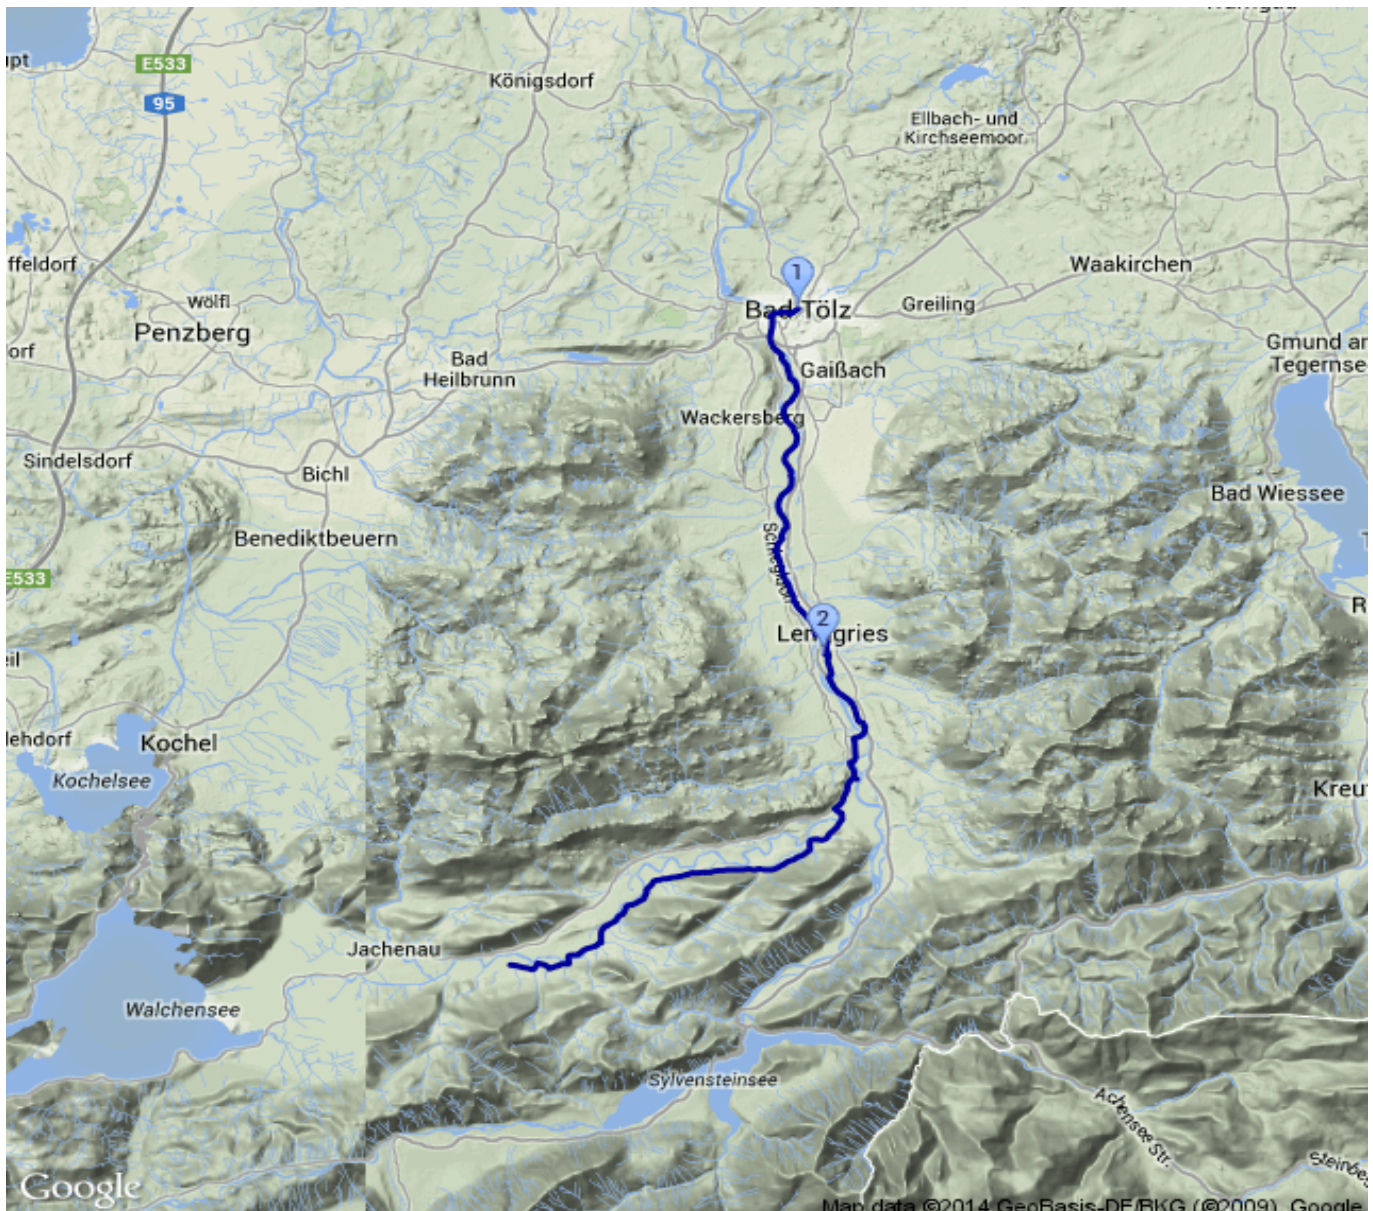 E533
95
Königsdorf
Ellbach- und
Kirchseemoor
ffeldorf
Wölfl
Penzberg
orf
1
Bad Tölz
Waakirchen
Greiling
Gmund ar
Tegernse
Bad
Heilbrunn
Gaißach
Wackersberg
Sindelsdorf
Bichl
Bad Wiessee
Benediktbeuern
E533
2
eil
lehdorf
Kochel
Kochelsee
Kreu
Jachenau
Walchensee
Sylvensteinsee
Achensee Str.
Google
Map data ©2014 GeoBasis-DE/BKG (©2009), Google